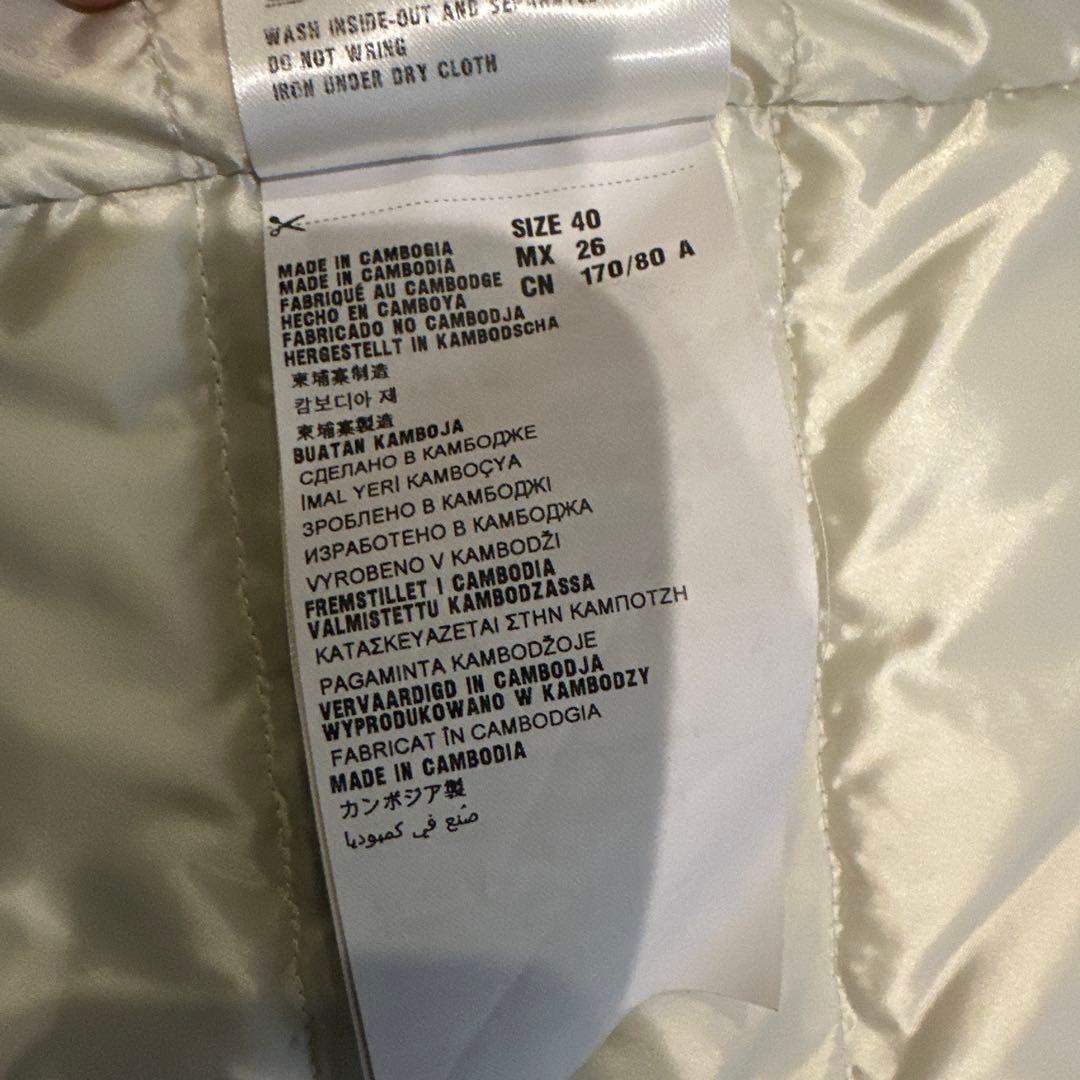 WASH INSIDE-OUT AND
DO NOT WRING
IRON UNDER DRY CLOTH
SIZE 40
MX 26
CN 170/80 A
MADE IN CAMBOGIA
MADE IN CAMBODIA
FABRIQUÉ AU CAMBODGE
HECHO EN CAMBOYA
FABRICADO NO CAMBODJA
HERGESTELLT IN KAMBODSCHA
柬埔寨制造
캄보디아 제
柬埔寨製造
BUATAN KAMBOJA
СДЕЛАНО В КАМБОДЖЕ
İMAL YERİ KAMBOÇYA
ЗРОБЛЕНО В КАМБОДЖІ
ИЗРАБОТЕНО В КАМБОДЖА
VYROBENO V KAMBODŽI
FREMSTILLET I CAMBODIA
VALMISTETTU KAMBODZASSA
ΚΑΤΑΣΚΕΥΑΖΕΤΑΙ ΣΤΗΝ ΚΑΜΠΟΤΖΗ
PAGAMINTA KAMBODŽOJE
VERVAARDIGD IN CAMBODJA
WYPRODUKOWANO W KAMBODZY
FABRICAT ÎN CAMBODGIA
MADE IN CAMBODIA
カンボジア製
صُنع في كمبوديا